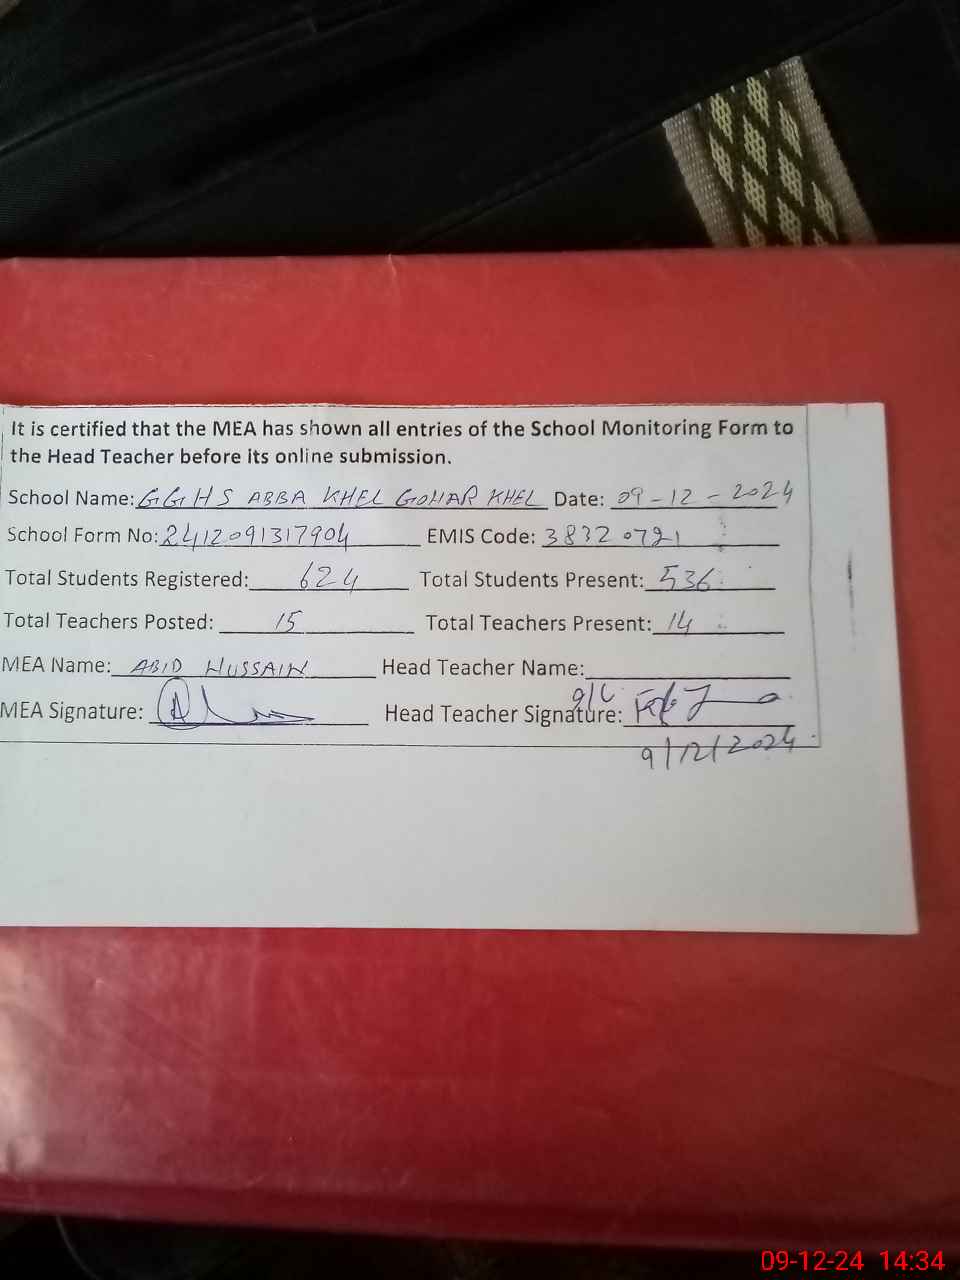 It is certified that the MEA has shown all entries of the School Monitoring Form to
the Head Teacher before its online submission.
School Name: GGHS ABBA KHEL GOHAR KHEL Date: 09-12-2024
School Form No: 2412091317904 EMIS Code: 38320721
Total Students Registered: 624 Total Students Present: 536
Total Teachers Posted: 15 Total Teachers Present: 14
MEA Name: ABID HUSSAIN Head Teacher Name:
MEA Signature: Head Teacher Signature:
9/12/2024
09-12-24 14:34